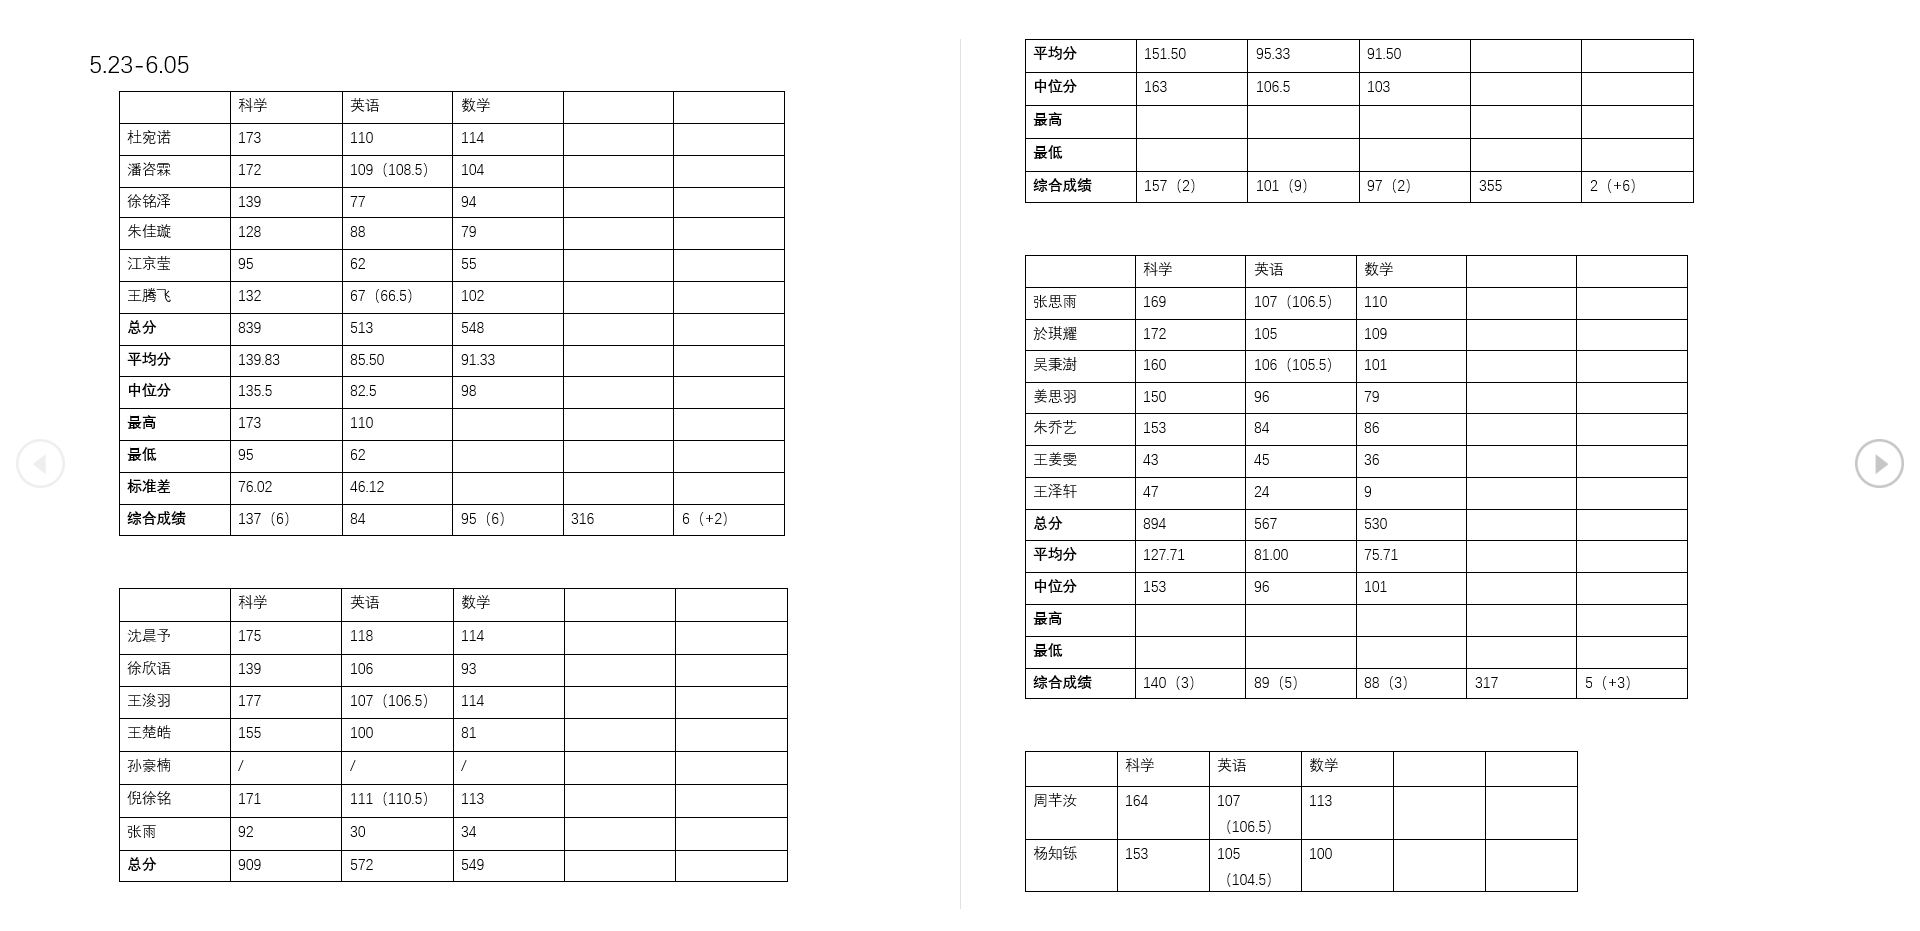 5.23-6.05
科学 英语 数学
杜宛诺 173 110 114
潘咨霖 172 109（108.5） 104
徐铭泽 139 77 94
朱佳璇 128 88 79
江京莹 95 62 55
王腾飞 132 67（66.5） 102
总分 839 513 548
平均分 139.83 85.50 91.33
中位分 135.5 82.5 98
最高 173 110
最低 95 62
标准差 76.02 46.12
综合成绩 137（6） 84 95（6） 316 6（+2）
科学 英语 数学
沈晨予 175 118 114
徐欣语 139 106 93
王浚羽 177 107（106.5） 114
王楚皓 155 100 81
孙豪楠 / / /
倪徐铭 171 111（110.5） 113
张雨 92 30 34
总分 909 572 549
平均分 151.50 95.33 91.50
中位分 163 106.5 103
最高
最低
综合成绩 157（2） 101（9） 97（2） 355 2（+6）
科学 英语 数学
张思雨 169 107（106.5） 110
於琪耀 172 105 109
吴秉澍 160 106（105.5） 101
姜思羽 150 96 79
朱乔艺 153 84 86
王姜雯 43 45 36
王泽轩 47 24 9
总分 894 567 530
平均分 127.71 81.00 75.71
中位分 153 96 101
最高
最低
综合成绩 140（3） 89（5） 88（3） 317 5（+3）
科学 英语 数学
周芊汝 164 107 113
（106.5）
杨知铄 153 105 100
（104.5）